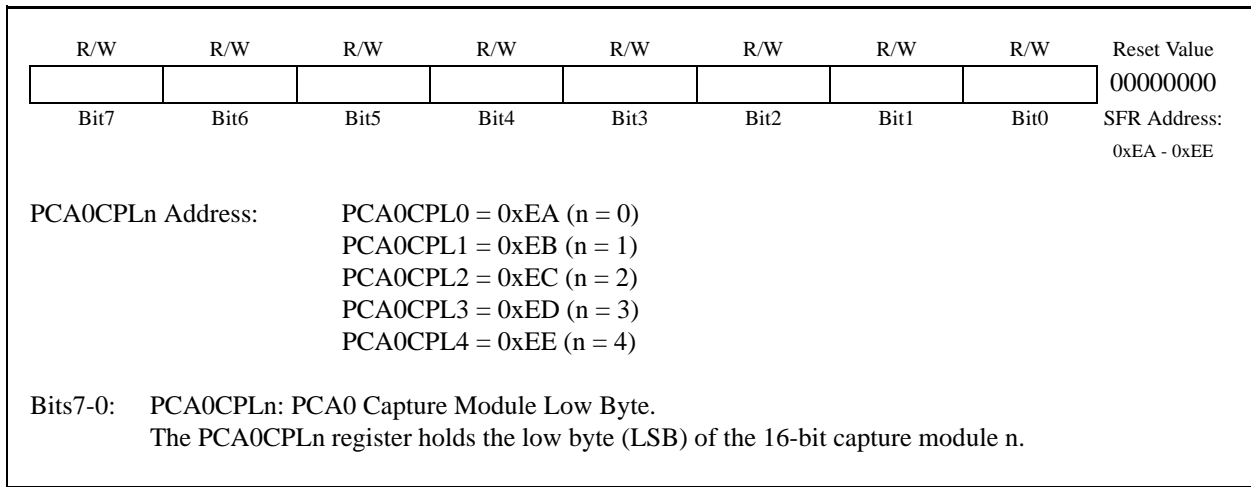 R/W R/W R/W R/W R/W R/W R/W R/W Reset Value
00000000
Bit7 Bit6 Bit5 Bit4 Bit3 Bit2 Bit1 Bit0 SFR Address:
0xEA - 0xEE
PCA0CPLn Address: PCA0CPL0 = 0xEA (n = 0)
PCA0CPL1 = 0xEB (n = 1)
PCA0CPL2 = 0xEC (n = 2)
PCA0CPL3 = 0xED (n = 3)
PCA0CPL4 = 0xEE (n = 4)
Bits7-0: PCA0CPLn: PCA0 Capture Module Low Byte.
The PCA0CPLn register holds the low byte (LSB) of the 16-bit capture module n.